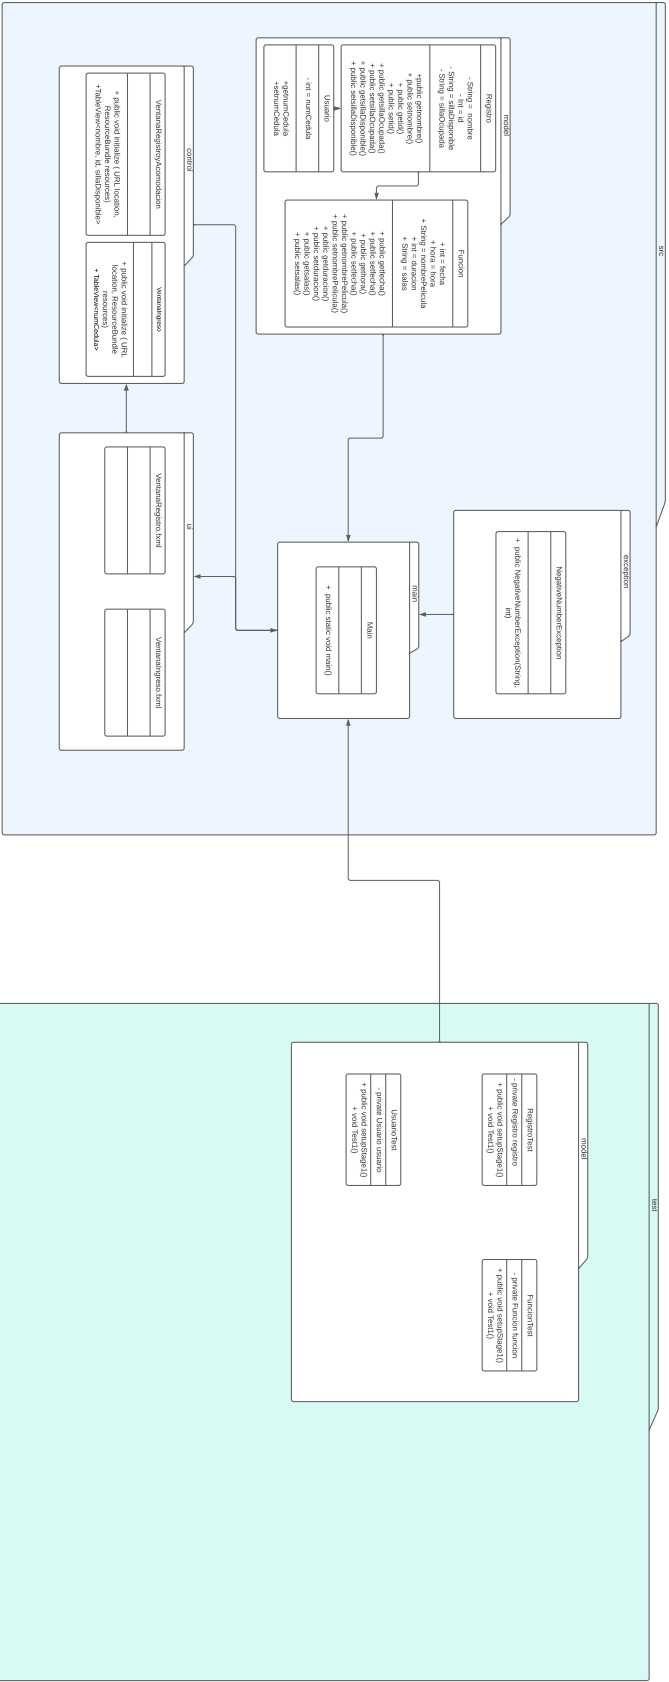 src
model
Registro
- String =  nombre
- Iint = id
- String = sillaDisponible
- String = sillaOcupada
+public getnombre()
+ public setnombre()
+ public getid()
+ public setid()
+ public getsillaOcupada()
+ public setsillaOcupada()
+ public getsillaDisponible()
+ public setsillaDisponible()
Usuario
- int = numCedula
+getnumCedula
+setnumCedula
Funcion
+ int = fecha
+ hora = hora
+ String = nombrePelicula
+ int = duracion
+ String = salas
+ public getfecha()
+ public setfecha()
+ public gethora()
+ public setfecha()
+ public getnombrePelicula()
+ public setnombrePelicula()
+ public getduracion()
+ public setduracion()
+ public getsalas()
+ public setsalas()
exception
NegativeNumberException
+  public NegativeNumberException(String,
int)
main
Main
+  public static void main()
control
VentanaRegistroyAcomodacion
+ public void initialize ( URL location,
ResourceBundle resources)
+TableView<nombre, id, sillaDisponible>
VentanaIngreso
+ public void initialize ( URL
location, ResourceBundle
resources)
+ TableView<numCedula>
ui
VentanaRegistro.fxml
VentanaIngreso.fxml
test
model
RegistroTest
- private Registro registro
+ public void setupStage1()
+ void Test1()
FuncionTest
- private Funcion funcion
+ public void setupStage1()
+ void Test1()
UsuarioTest
- private Usuario usuario
+ public void setupStage1()
+ void Test1()